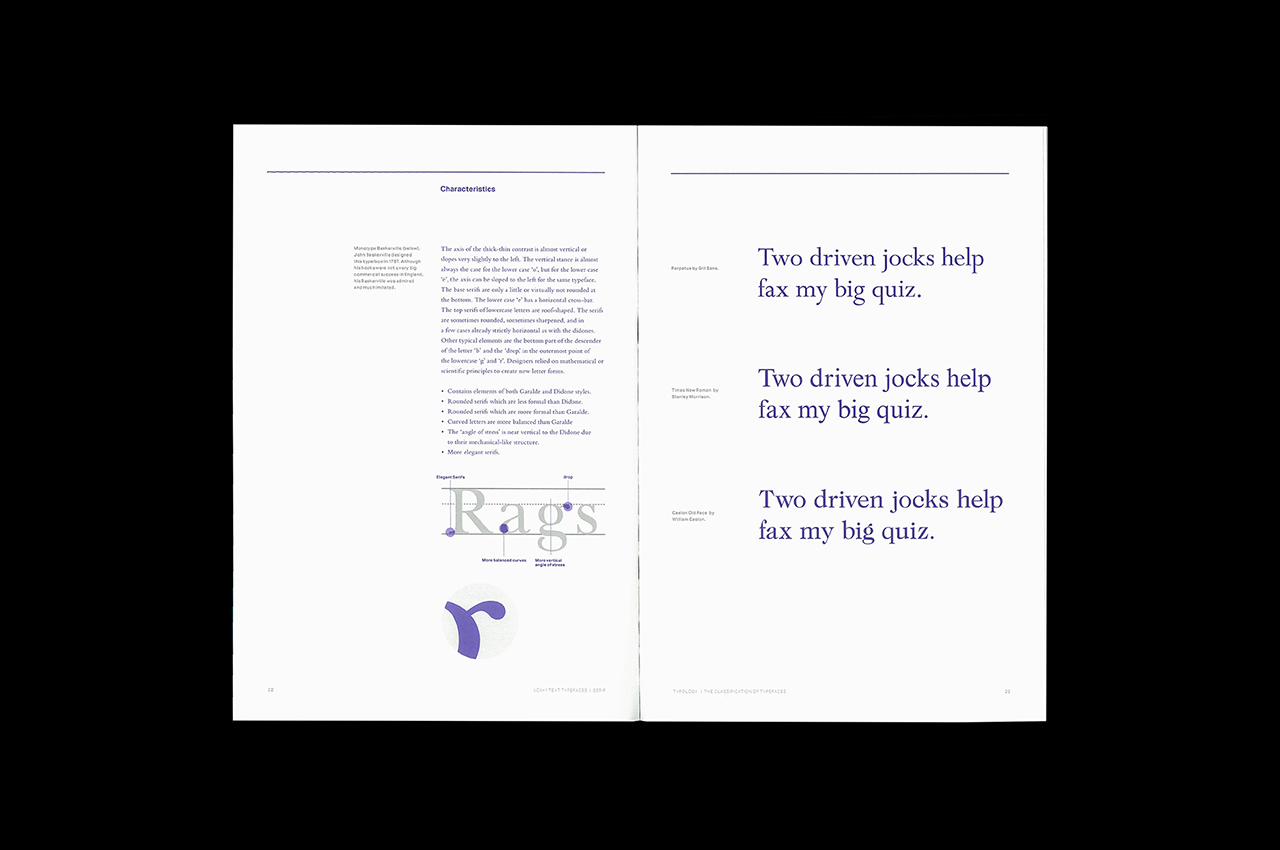 Characteristics
Monotype Baskerville (below).
John Baskerville designed
this typeface in 1757. Although
his books were not a very big
commercial success in England,
his Baskerville was admired
and much imitated.
The axis of the thick-thin contrast is almost vertical or
slopes very slightly to the left. The vertical stance is almost
always the case for the lower case ‘o’, but for the lower case
‘e’, the axis can be sloped to the left for the same typeface.
The base serifs are only a little or virtually not rounded at
the bottom. The lower case ‘e’ has a horizontal cross-bar.
The top serifs of lowercase letters are roof-shaped. The serifs
are sometimes rounded, sometimes sharpened, and in
a few cases already strictly horizontal as with the didones.
Other typical elements are the bottom part of the descender
of the letter ‘b’ and the ‘drop’ in the outermost point of
the lowercase ‘g’ and ‘r’. Designers relied on mathematical or
scientific principles to create new letter forms.
• Contains elements of both Garalde and Didone styles.
• Rounded serifs which are less formal than Didone.
• Rounded serifs which are more formal than Garalde.
• Curved letters are more balanced than Garalde
• The ‘angle of stress’ is near vertical to the Didone due
to their mechanical-like structure.
• More elegant serifs.
Elegant Serifs
drop
Rags
More balanced curves
More vertical
angle of stress
r
TEXT TYPEFACES | SERIF
Perpetua by Gill Sans.
Two driven jocks help
fax my big quiz.
Times New Roman by
Stanley Morrison.
Two driven jocks help
fax my big quiz.
Caslon Old Face by
William Caslon.
Two driven jocks help
fax my big quiz.
TYPOLOGY | THE CLASSIFICATION OF TYPEFACES